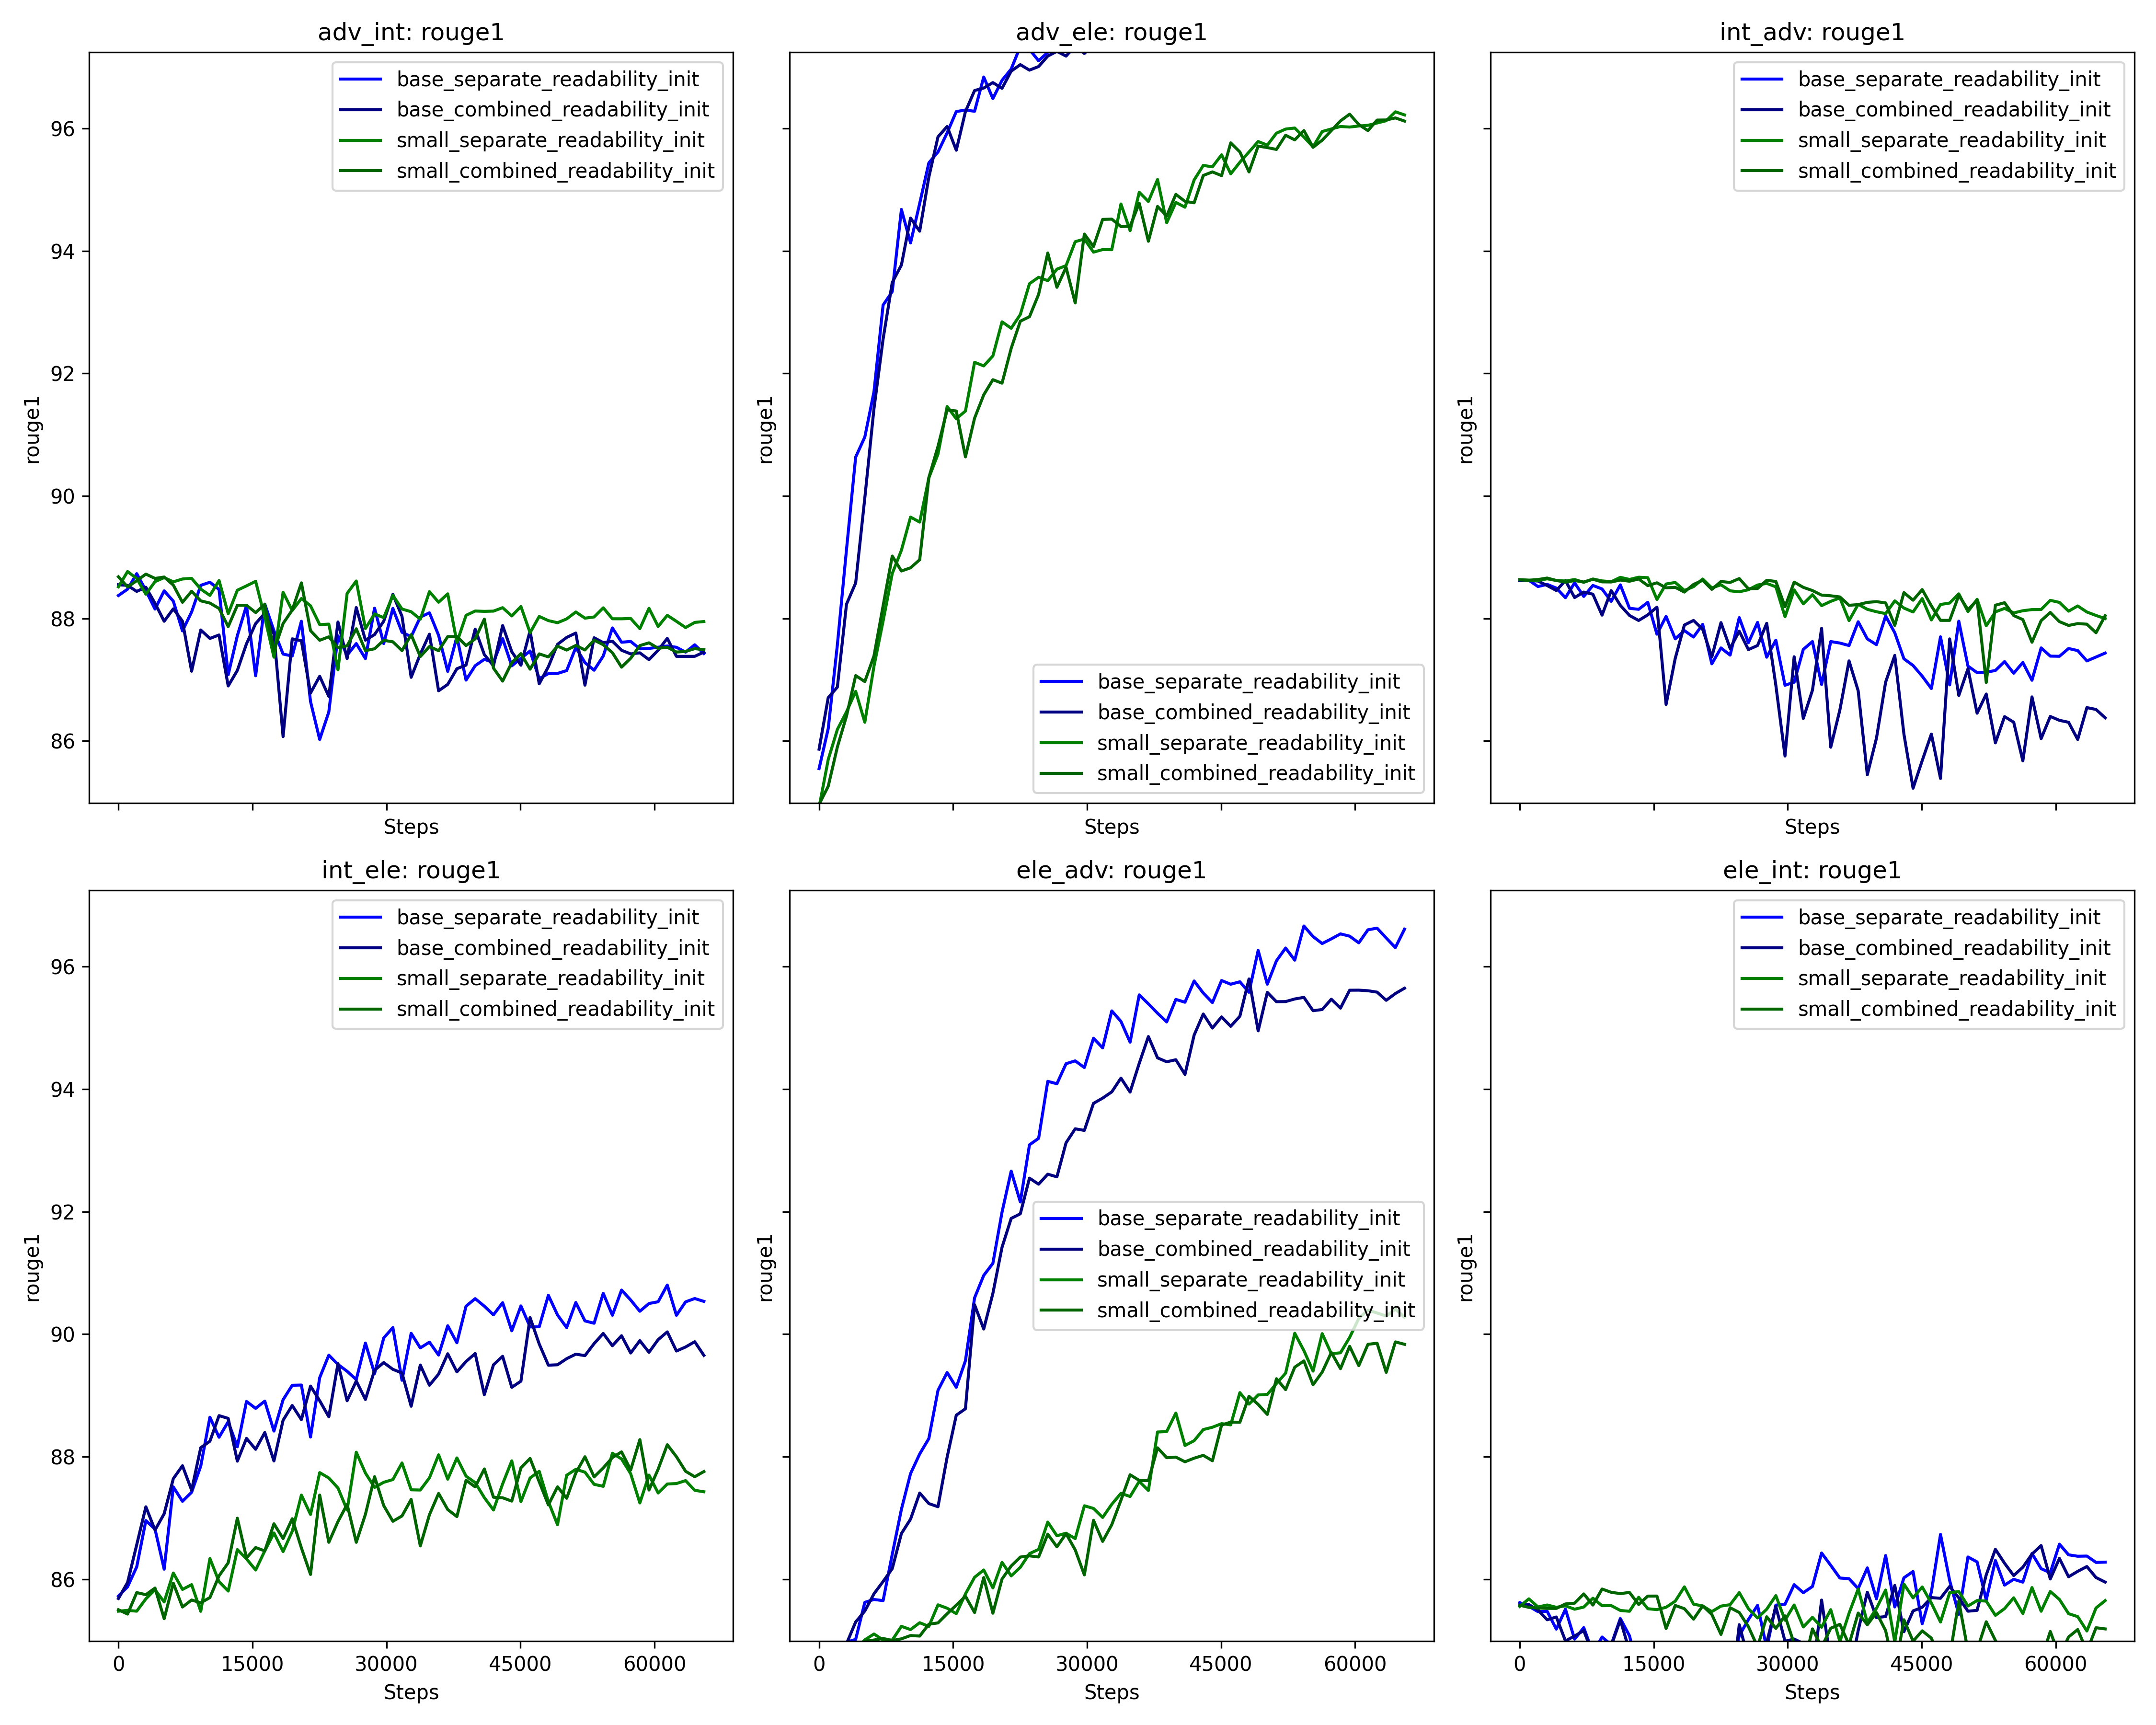 adv_int: rouge1
rouge1
96
94
92
90
88
86
base_separate_readability_init
base_combined_readability_init
small_separate_readability_init
small_combined_readability_init
Steps
adv_ele: rouge1
rouge1
base_separate_readability_init
base_combined_readability_init
small_separate_readability_init
small_combined_readability_init
Steps
int_adv: rouge1
rouge1
base_separate_readability_init
base_combined_readability_init
small_separate_readability_init
small_combined_readability_init
Steps
int_ele: rouge1
rouge1
96
94
92
90
88
86
base_separate_readability_init
base_combined_readability_init
small_separate_readability_init
small_combined_readability_init
0 15000 30000 45000 60000
Steps
ele_adv: rouge1
rouge1
base_separate_readability_init
base_combined_readability_init
small_separate_readability_init
small_combined_readability_init
0 15000 30000 45000 60000
Steps
ele_int: rouge1
rouge1
base_separate_readability_init
base_combined_readability_init
small_separate_readability_init
small_combined_readability_init
0 15000 30000 45000 60000
Steps